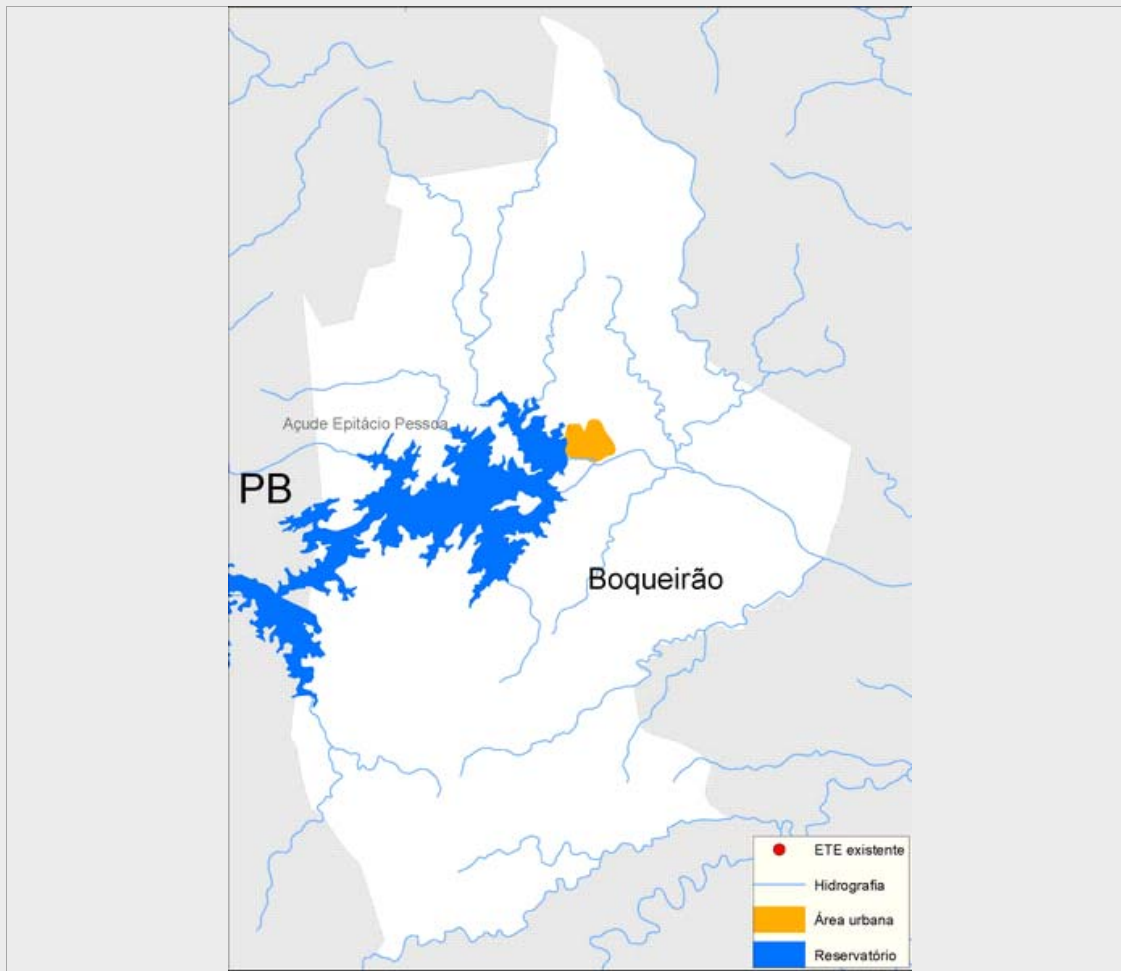 Açude Epitácio Pessoa
PB
Boqueirão
ETE existente
Hidrografia
Área urbana
Reservatório